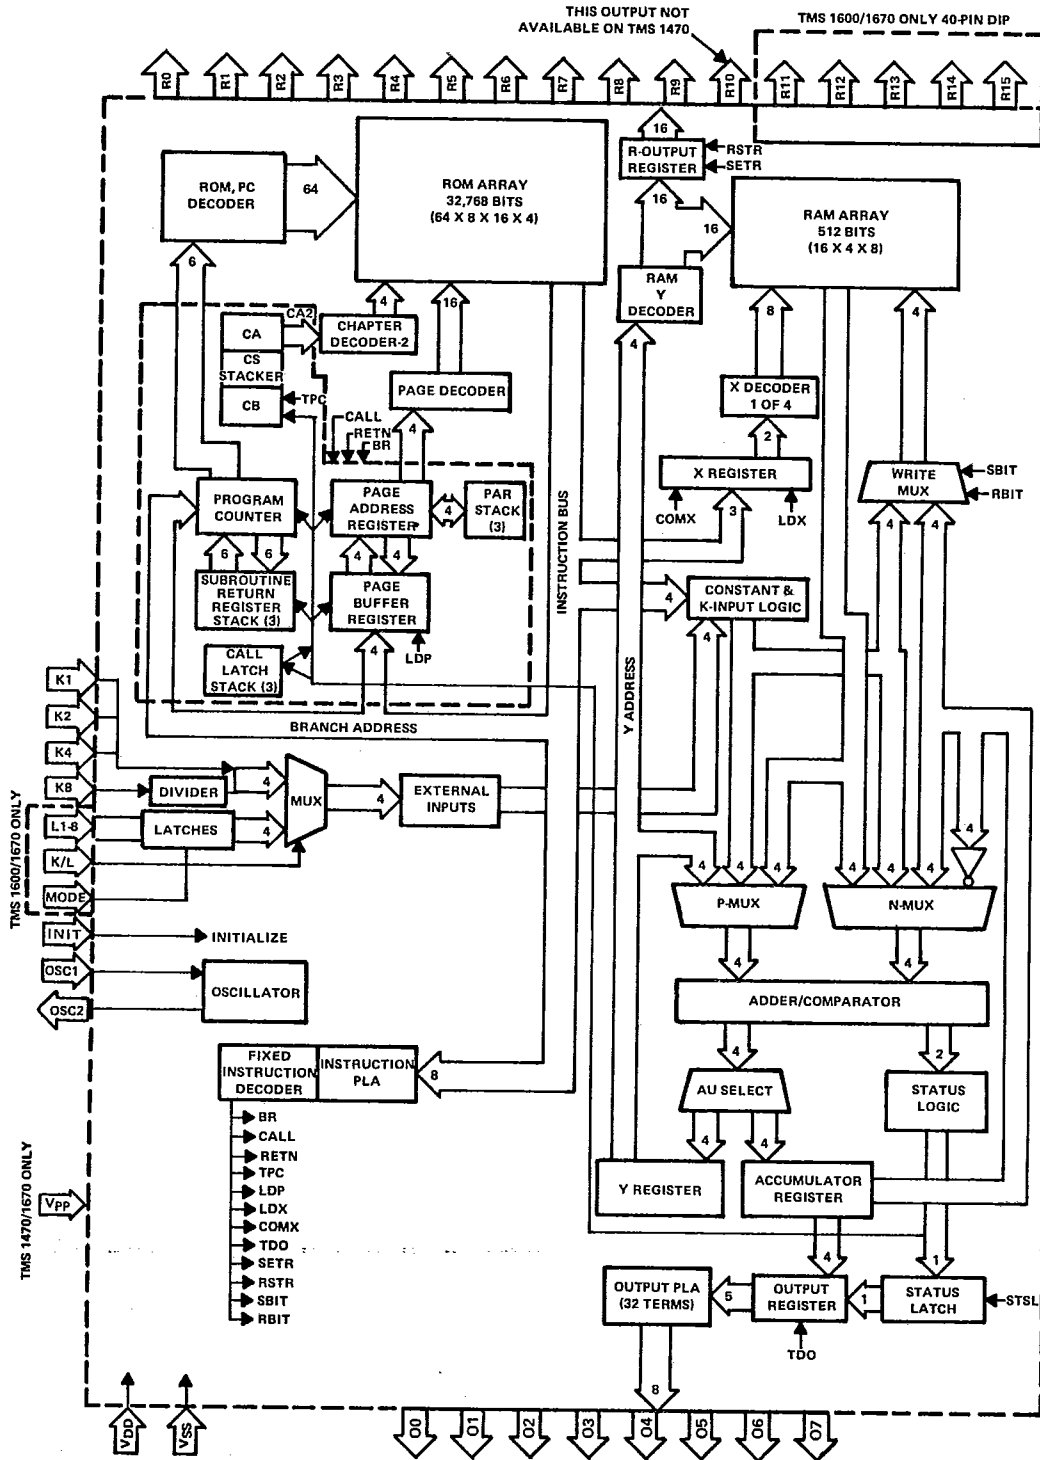 THIS OUTPUT NOT
AVAILABLE ON TMS 1470
TMS 1600/1670 ONLY 40-PIN DIP
R0
R1
R2
R3
R4
R5
R6
R7
R8
R9
R10
R11
R12
R13
R14
R15
ROM, PC
DECODER
64
ROM ARRAY
32,768 BITS
(64 X 8 X 16 X 4)
16
R-OUTPUT
REGISTER
RSTR
SETR
16
16
RAM ARRAY
512 BITS
(16 X 4 X 8)
6
RAM
Y
DECODER
4
16
4
8
4
CA2
CA
CS
STACKER
CB
TPC
CHAPTER
DECODER-2
PAGE DECODER
X DECODER
1 OF 4
2
CALL
RETN
BR
4
X REGISTER
COMX
3
LDX
WRITE
MUX
SBIT
RBIT
4
4
PROGRAM
COUNTER
PAGE
ADDRESS
REGISTER
4
PAR
STACK
(3)
6
6
4
4
SUBROUTINE
RETURN
REGISTER
STACK (3)
PAGE
BUFFER
REGISTER
LDP
4
CALL
LATCH
STACK (3)
INSTRUCTION BUS
Y ADDRESS
4
CONSTANT &
K-INPUT LOGIC
4
BRANCH ADDRESS
K1
K2
K4
K8
L1-8
K/L
MODE
INIT
OSC1
OSC2
TMS 1600/1670 ONLY
DIVIDER
LATCHES
4
4
MUX
4
EXTERNAL
INPUTS
INITIALIZE
OSCILLATOR
4
4
4
4
4
4
4
4
P-MUX
N-MUX
4
4
ADDER/COMPARATOR
4
2
AU SELECT
STATUS
LOGIC
4
4
FIXED
INSTRUCTION
DECODER
INSTRUCTION
PLA
8
BR
CALL
RETN
TPC
LDP
LDX
COMX
TDO
SETR
RSTR
SBIT
RBIT
TMS 1470/1670 ONLY
VPP
Y REGISTER
ACCUMULATOR
REGISTER
4
1
OUTPUT PLA
(32 TERMS)
5
OUTPUT
REGISTER
1
STATUS
LATCH
STSL
TDO
8
VDD
VSS
O0
O1
O2
O3
O4
O5
O6
O7